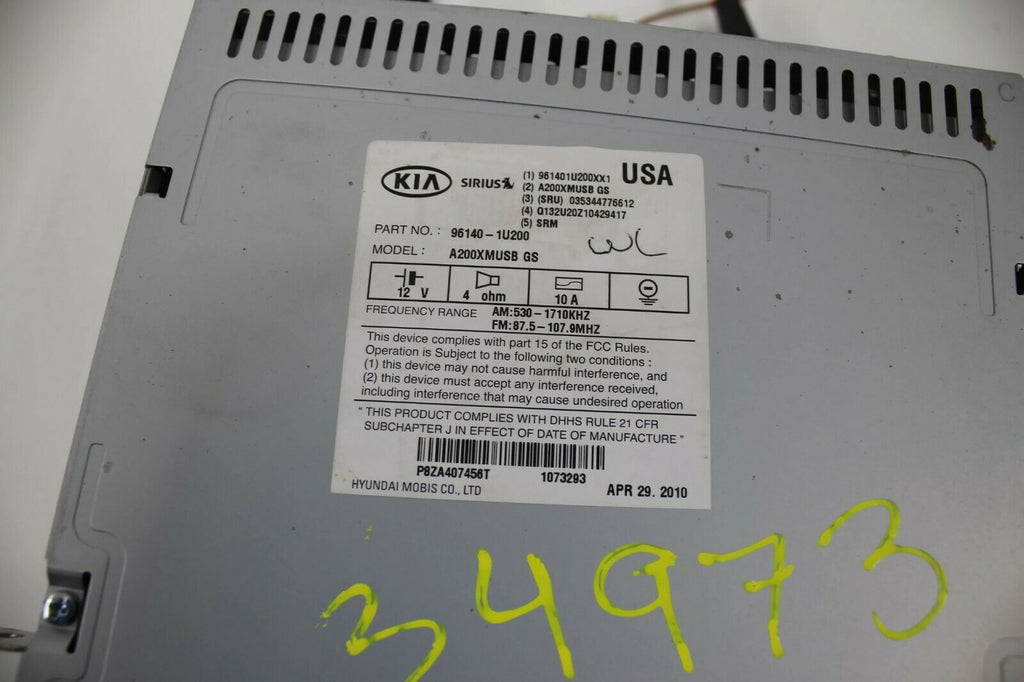 C
KIA SIRIUS (1) 961401U200XX1 USA
(2) A200XMUSB GS
(3) (SRU) 035344776612
(4) Q132U20Z10429417
(5) SRM
PART NO. : 96140-1U200
MODEL : A200XMUSB GS
12 V 4 ohm 10 A
FREQUENCY RANGE AM:530-1710KHZ
FM:87.5-107.9MHZ
This device complies with part 15 of the FCC Rules.
Operation is Subject to the following two conditions :
(1) this device may not cause harmful interference, and
(2) this device must accept any interference received,
including interference that may cause undesired operation
" THIS PRODUCT COMPLIES WITH DHHS RULE 21 CFR
SUBCHAPTER J IN EFFECT OF DATE OF MANUFACTURE "
P8ZA407456T 1073293
HYUNDAI MOBIS CO., LTD APR 29. 2010
34973